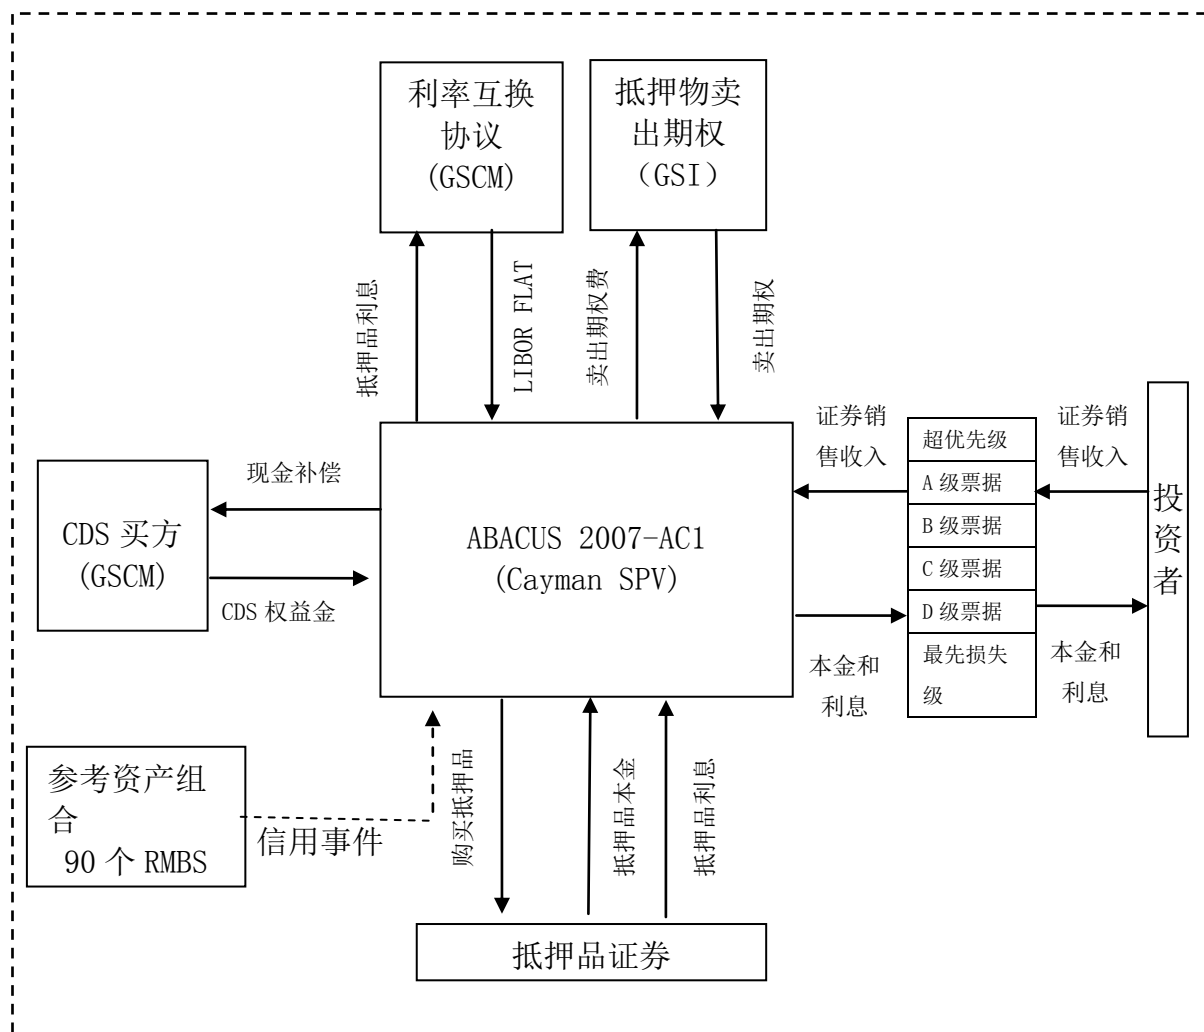 利率互换
协议
(GSCM)
抵押物卖
出期权
（GSI）
抵押品利息
LIBOR FLAT
卖出期权费
卖出期权
现金补偿
CDS 买方
(GSCM)
CDS 权益金
ABACUS 2007-AC1
(Cayman SPV)
证券销
售收入
本金和
利息
超优先级
A 级票据
B 级票据
C 级票据
D 级票据
最先损失
级
证券销
售收入
本金和
利息
投资者
参考资产组
合
90 个 RMBS
信用事件
购买抵押品
抵押品本金
抵押品利息
抵押品证券